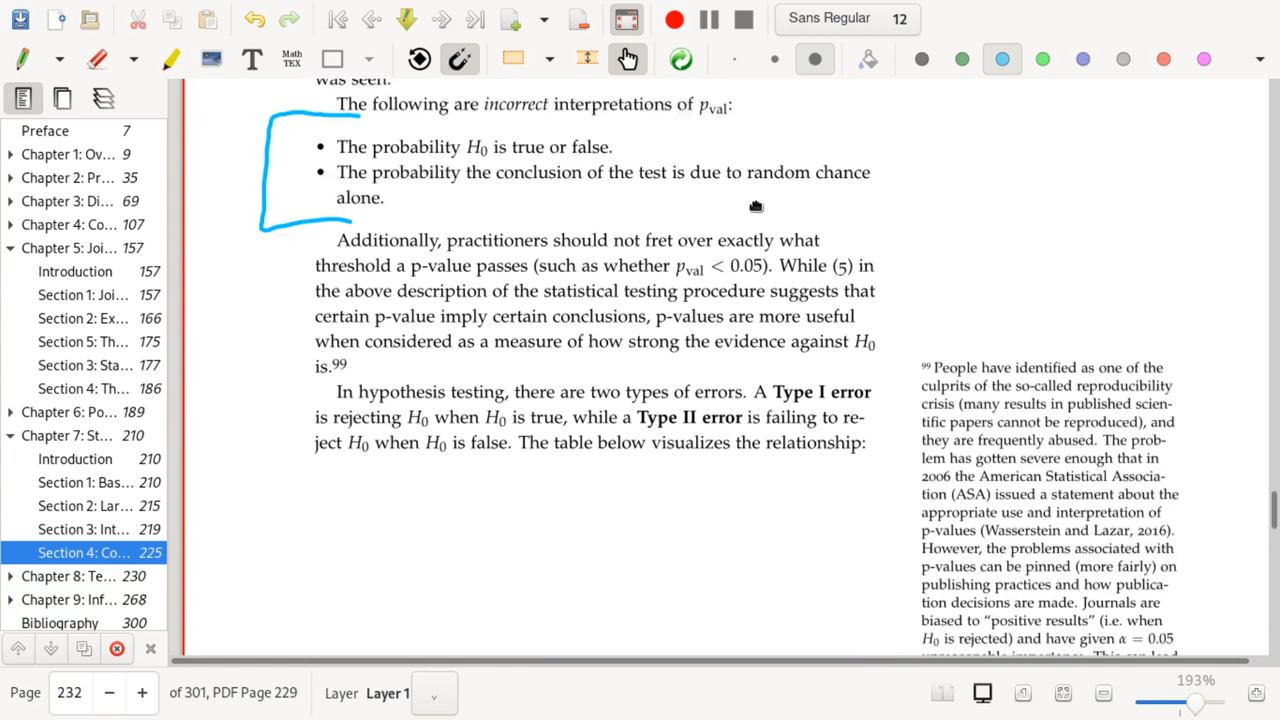 Sans Regular 12
Math
TEX
Preface 7
Chapter 1: Ov... 9
Chapter 2: Pr... 35
Chapter 3: Di... 69
Chapter 4: Co... 107
Chapter 5: Joi... 157
Introduction 157
Section 1: Joi... 157
Section 2: Ex... 166
Section 5: Th... 175
Section 3: Sta... 177
Section 4: Th... 186
Chapter 6: Po... 189
Chapter 7: St... 210
Introduction 210
Section 1: Bas... 210
Section 2: Lar... 215
Section 3: Int... 219
Section 4: Co... 225
Chapter 8: Te... 230
Chapter 9: Inf... 268
Bibliography 300
was seen.
The following are incorrect interpretations of pval:
• The probability H0 is true or false.
• The probability the conclusion of the test is due to random chance
alone.
Additionally, practitioners should not fret over exactly what
threshold a p-value passes (such as whether pval < 0.05). While (5) in
the above description of the statistical testing procedure suggests that
certain p-value imply certain conclusions, p-values are more useful
when considered as a measure of how strong the evidence against H0
is.99
In hypothesis testing, there are two types of errors. A Type I error
is rejecting H0 when H0 is true, while a Type II error is failing to re-
ject H0 when H0 is false. The table below visualizes the relationship:
99 People have identified as one of the
culprits of the so-called reproducibility
crisis (many results in published scien-
tific papers cannot be reproduced), and
they are frequently abused. The prob-
lem has gotten severe enough that in
2006 the American Statistical Associa-
tion (ASA) issued a statement about the
appropriate use and interpretation of
p-values (Wasserstein and Lazar, 2016).
However, the problems associated with
p-values can be pinned (more fairly) on
publishing practices and how publica-
tion decisions are made. Journals are
biased to “positive results” (i.e. when
H0 is rejected) and have given α = 0.05
Page 232 − + of 301, PDF Page 229 Layer Layer 1
193%